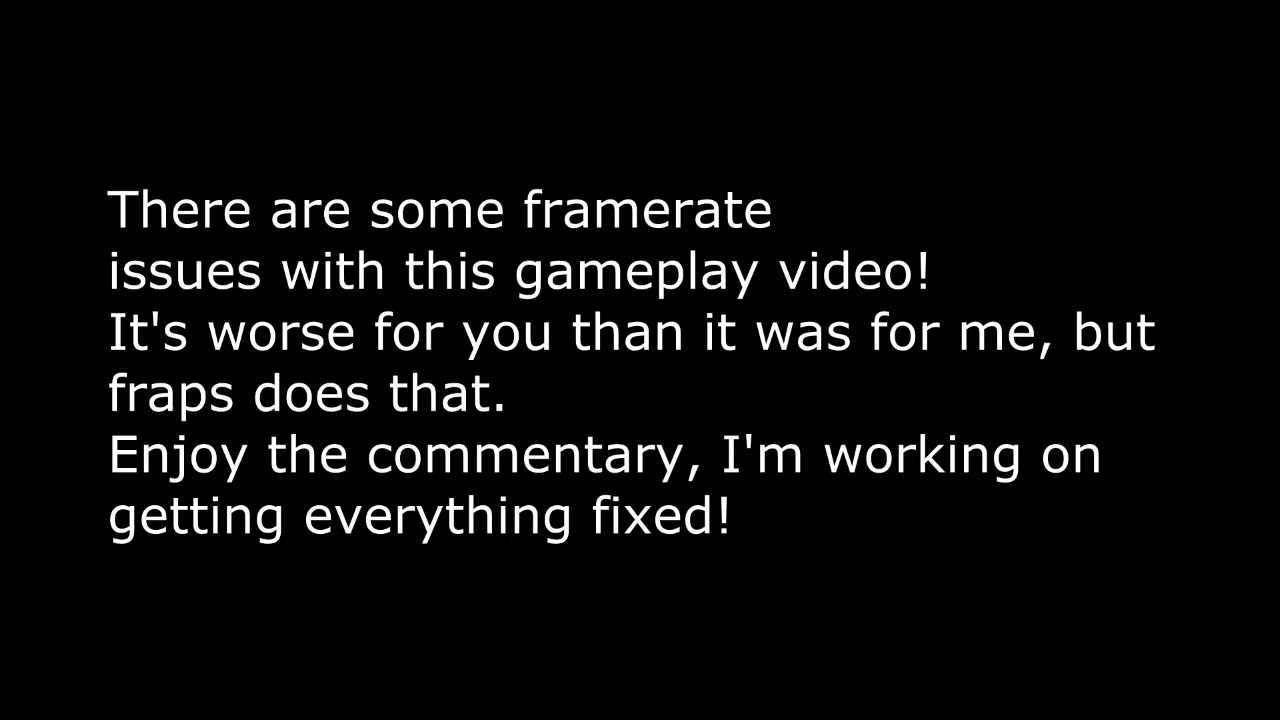 There are some framerate
issues with this gameplay video!
It's worse for you than it was for me, but
fraps does that.
Enjoy the commentary, I'm working on
getting everything fixed!